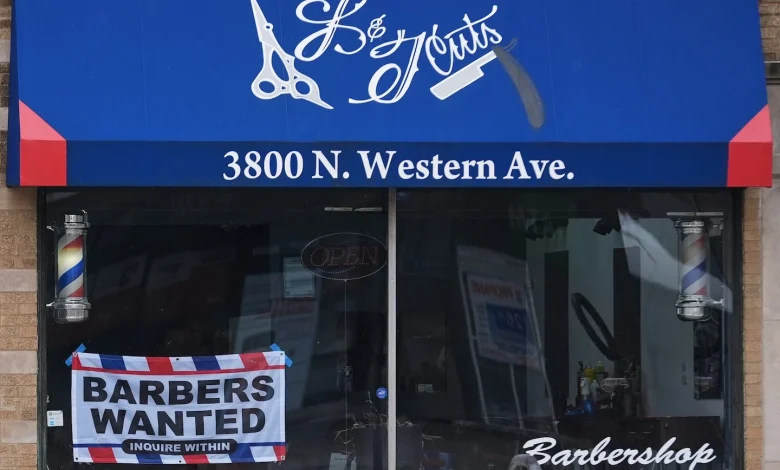 L & J Cuts
3800 N. Western Ave.
OPEN
BARBERS
WANTED
INQUIRE WITHIN
Barbershop